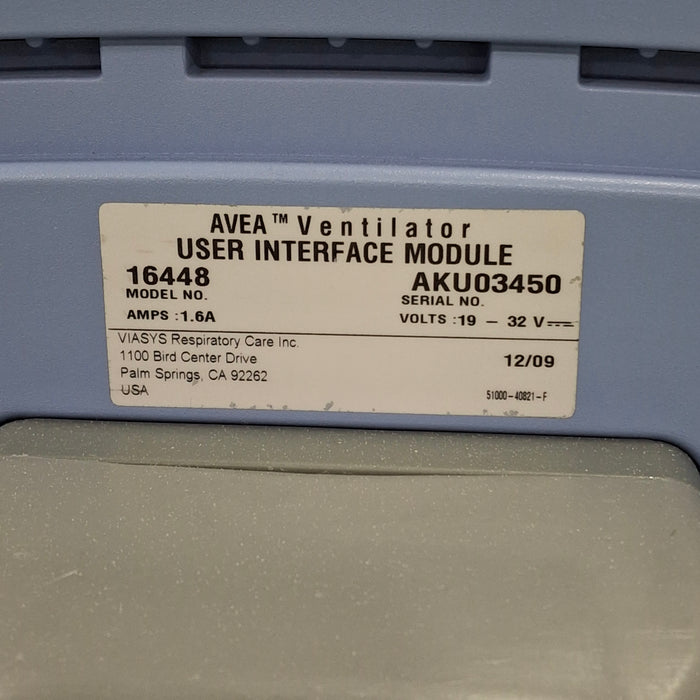 AVEA™ Ventilator
USER INTERFACE MODULE
16448 AKU03450
MODEL NO. SERIAL NO.
AMPS :1.6A VOLTS :19 – 32 V⎓
VIASYS Respiratory Care Inc.
1100 Bird Center Drive 12/09
Palm Springs, CA 92262
USA 51000-40821-F